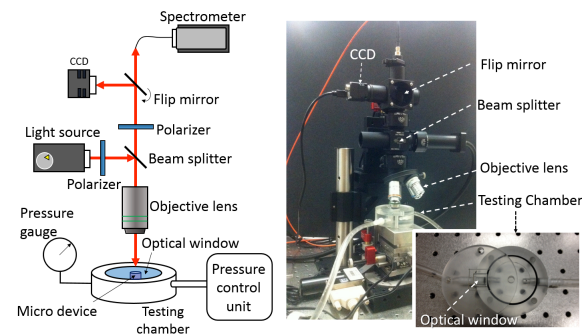 Spectrometer
CCD
Flip mirror
Polarizer
Light source
Beam splitter
Polarizer
Objective lens
Pressure
gauge
Optical window
Micro device
Testing
chamber
Pressure
control
unit
CCD
Flip mirror
Beam splitter
Objective lens
Testing Chamber
Optical window